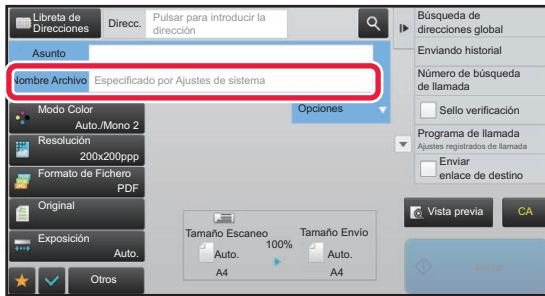 Libreta de
Direcciones
Direcc.
Pulsar para introducir la
dirección
Asunto
Nombre Archivo
Especificado por Ajustes de sistema
Modo Color
Auto./Mono 2
Resolución
200x200ppp
Formato de Fichero
PDF
Original
Exposición
Auto.
Otros
Opciones
Tamaño Escaneo
Auto.
A4
100%
Tamaño Envío
Auto.
A4
Búsqueda de
direcciones global
Enviando historial
Número de búsqueda
de llamada
Sello verificación
Programa de llamada
Ajustes registrados de llamada
Enviar
enlace de destino
Vista previa
CA